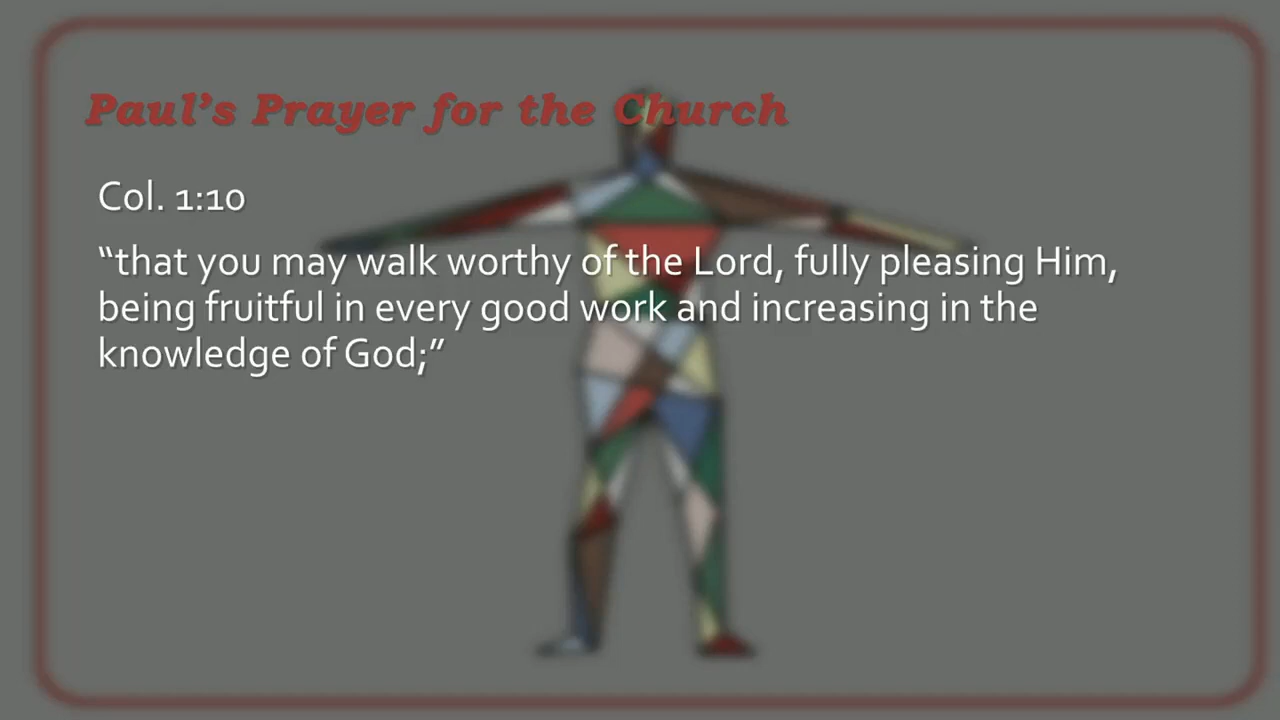 Paul’s Prayer for the Church
Col. 1:10
“that you may walk worthy of the Lord, fully pleasing Him,
being fruitful in every good work and increasing in the
knowledge of God;”